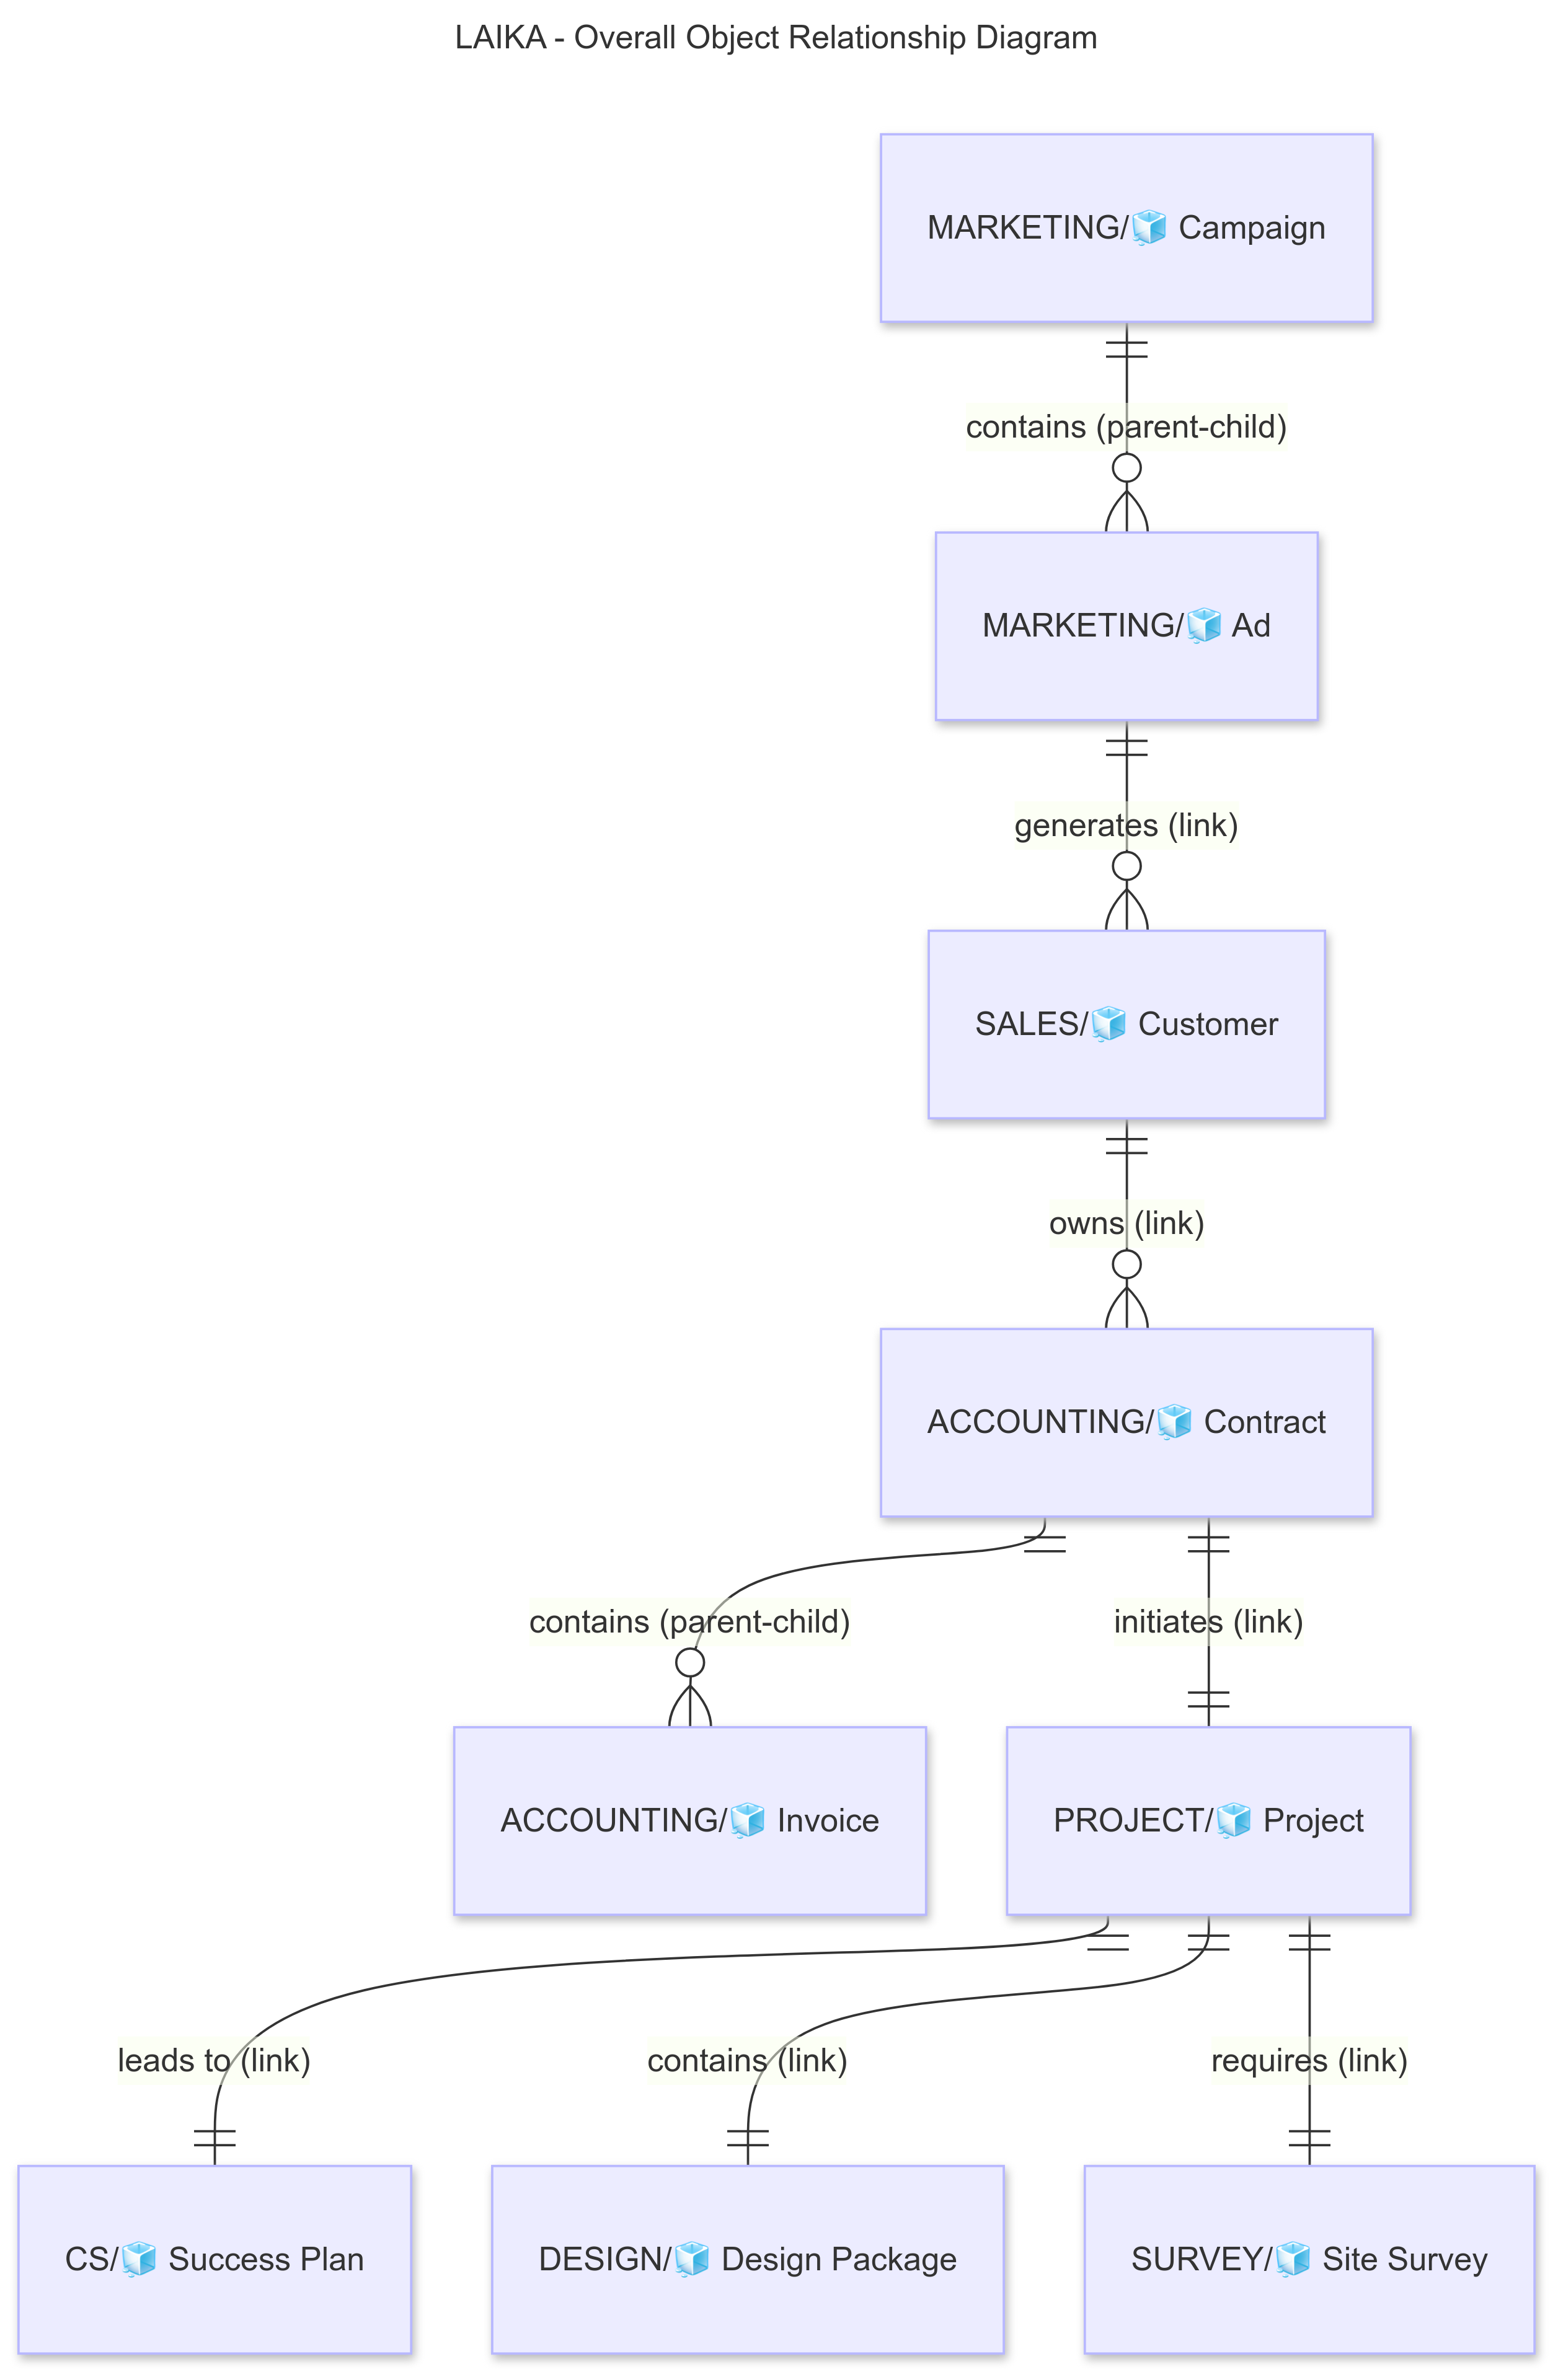 LAIKA - Overall Object Relationship Diagram
MARKETING/🧊 Campaign
contains (parent-child)
MARKETING/🧊 Ad
generates (link)
SALES/🧊 Customer
owns (link)
ACCOUNTING/🧊 Contract
contains (parent-child)
initiates (link)
ACCOUNTING/🧊 Invoice
PROJECT/🧊 Project
leads to (link)
contains (link)
requires (link)
CS/🧊 Success Plan
DESIGN/🧊 Design Package
SURVEY/🧊 Site Survey